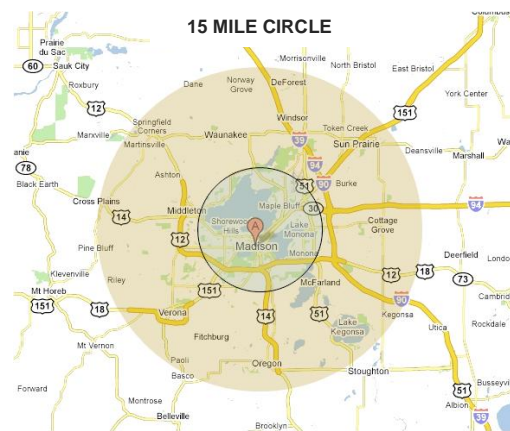 15 MILE CIRCLE
Columbus
Prairie
du Sac
Sauk City
60
Roxbury
12
Dane
Norway
Grove
Morrisonville
DeForest
North Bristol
East Bristol
York Center
151
Springfield
Corners
Waunakee
Windsor
Token Creek
39
Sun Prairie
Deansville
Marshall
Marxville
Martinsville
94
anie
78
Black Earth
Ashton
51
90
Burke
Cross Plains
14
Middleton
Maple Bluff
30
94
Shorewood
Hills
A
Lake
Monona
Cottage
Grove
Pine Bluff
12
Madison
Monona
Deerfield
Klevenville
Riley
McFarland
12
18
73
Mt Horeb
151
18
151
Verona
14
51
90
Kegonsa
Cambrid
Lake
Kegonsa
Utica
Rockdale
Mt Vernon
Fitchburg
Paoli
Oregon
Stoughton
Basco
Forward
Montrose
Belleville
Brooklyn
51
Busseyvi
Albion
39